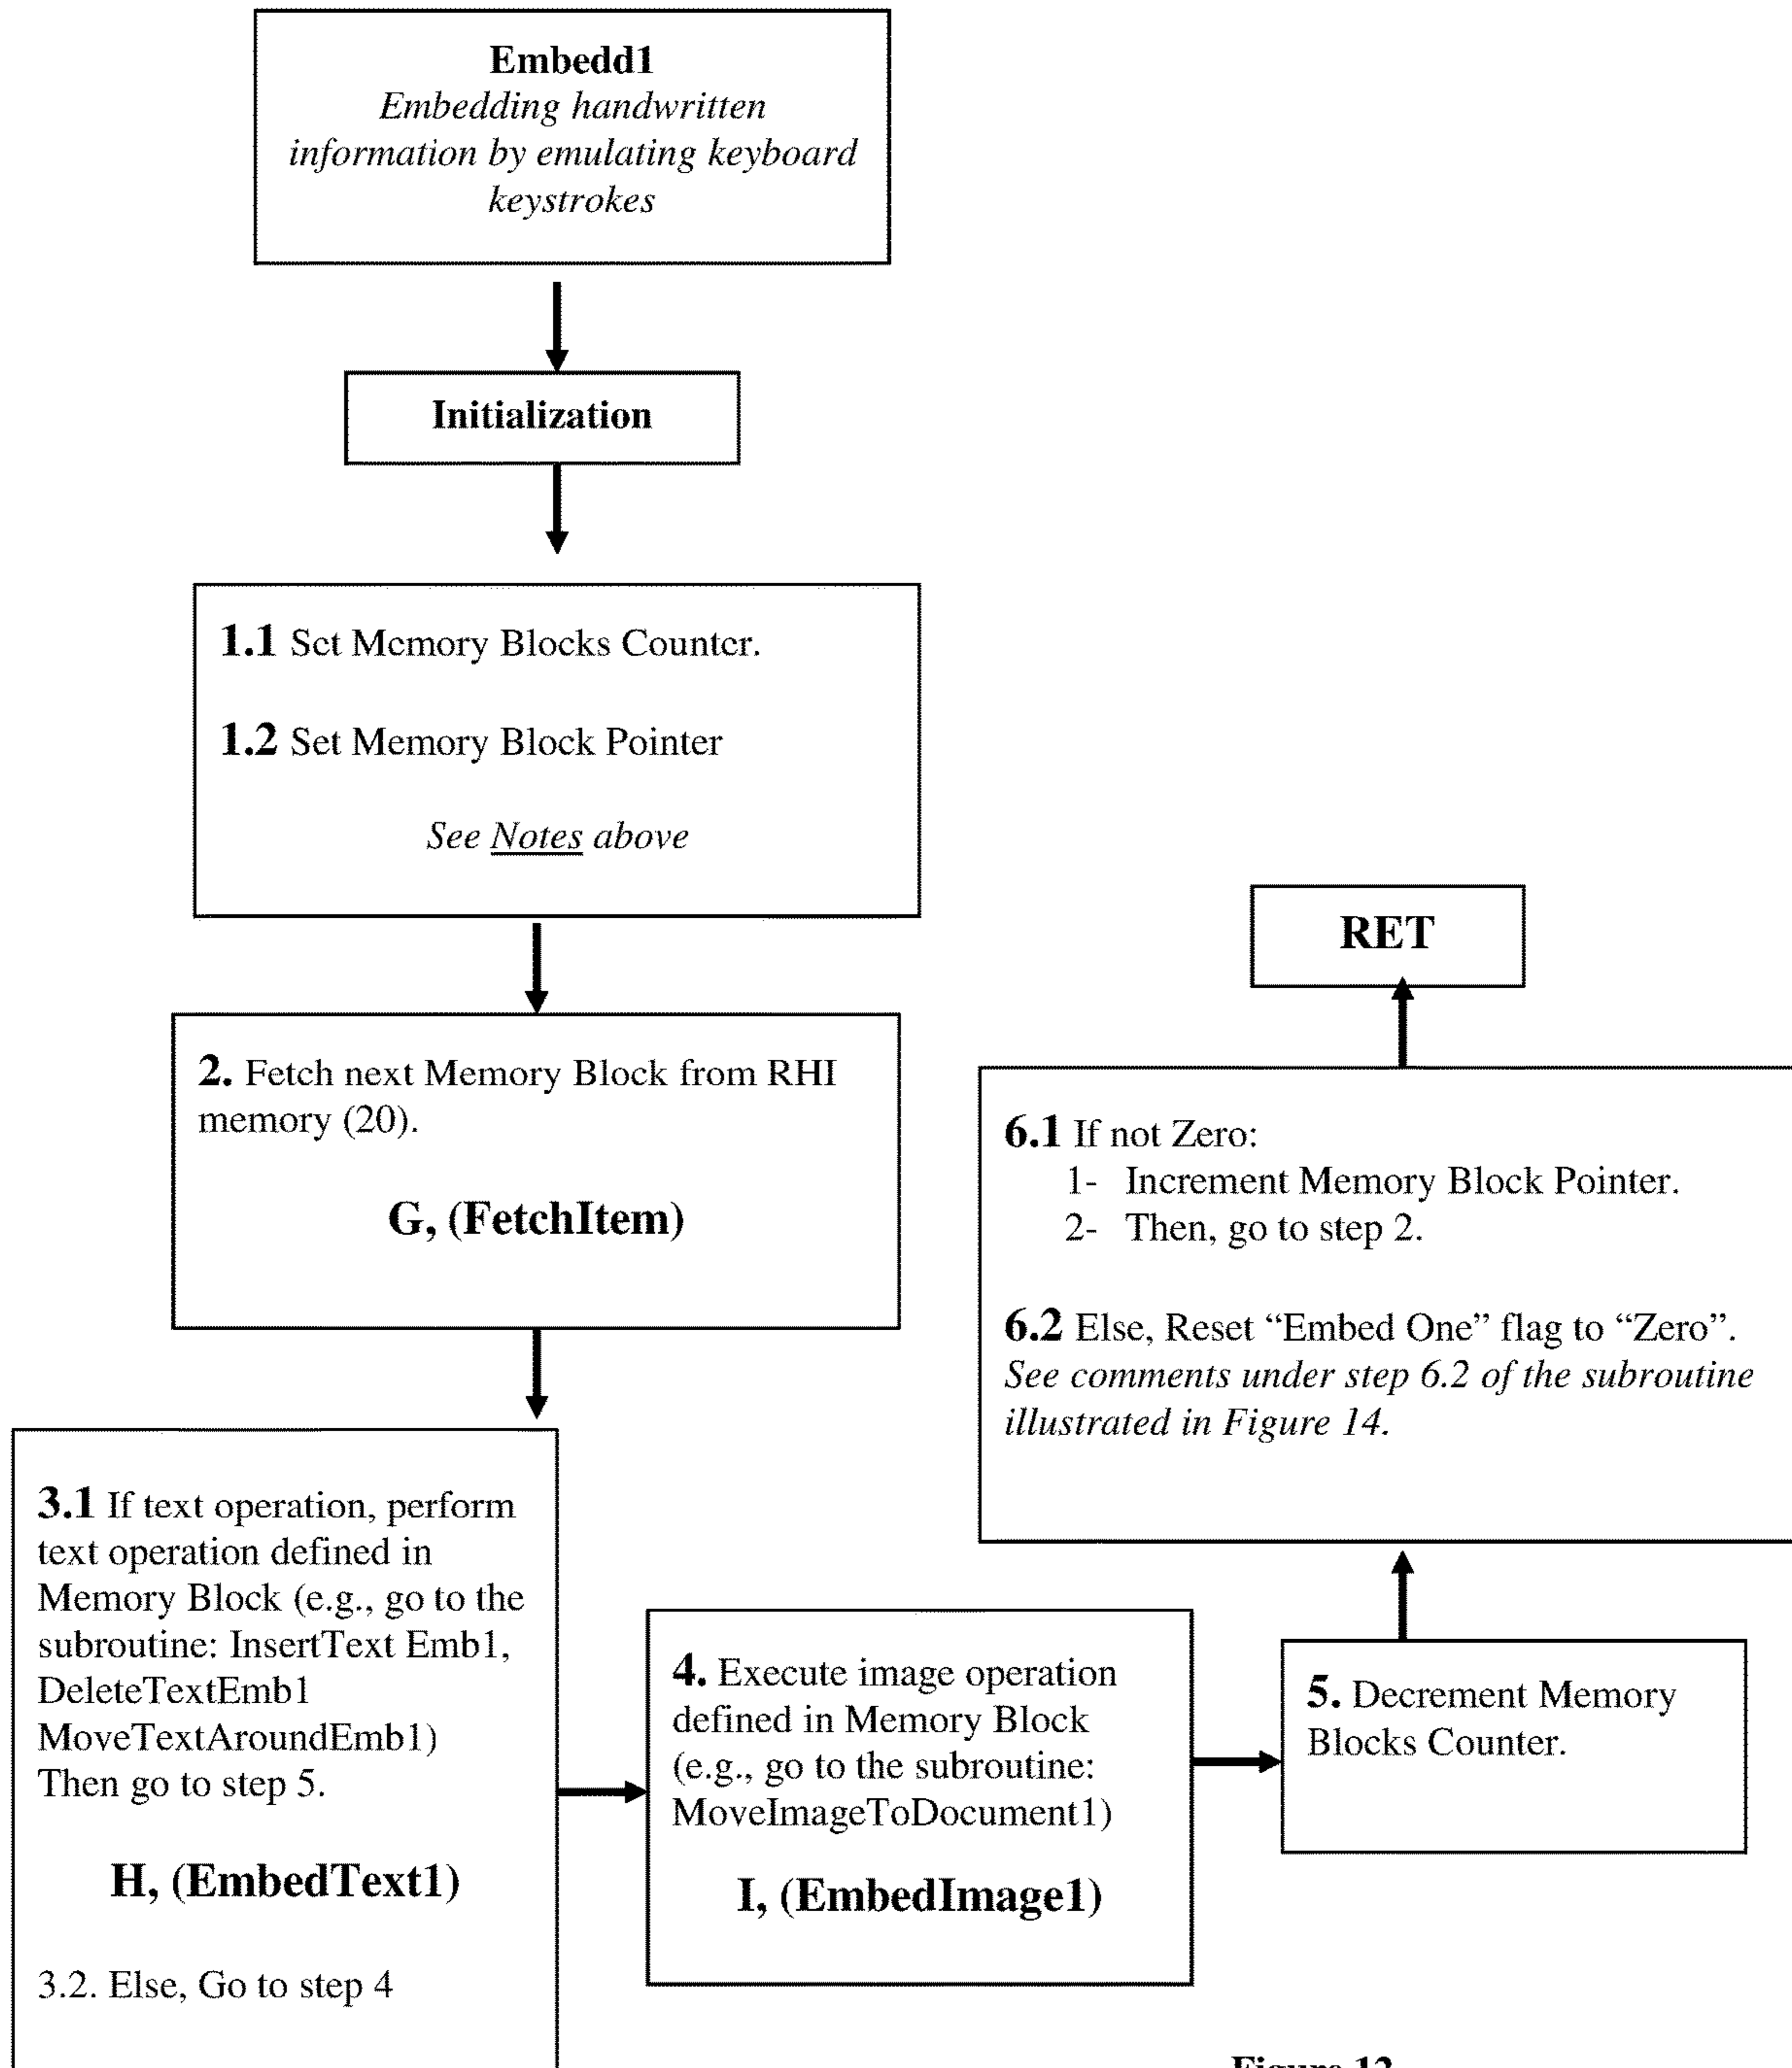 Embedd1
Embedding handwritten
information by emulating keyboard
keystrokes
Initialization
1.1 Set Memory Blocks Counter.
1.2 Set Memory Block Pointer
See Notes above
2. Fetch next Memory Block from RHI
memory (20).
G, (FetchItem)
3.1 If text operation, perform
text operation defined in
Memory Block (e.g., go to the
subroutine: InsertText Emb1,
DeleteTextEmb1
MoveTextAroundEmb1)
Then go to step 5.
H, (EmbedText1)
3.2. Else, Go to step 4
4. Execute image operation
defined in Memory Block
(e.g., go to the subroutine:
MoveImageToDocument1)
I, (EmbedImage1)
5. Decrement Memory
Blocks Counter.
6.1 If not Zero:
1- Increment Memory Block Pointer.
2- Then, go to step 2.
6.2 Else, Reset “Embed One” flag to “Zero”.
See comments under step 6.2 of the subroutine
illustrated in Figure 14.
RET
Figure